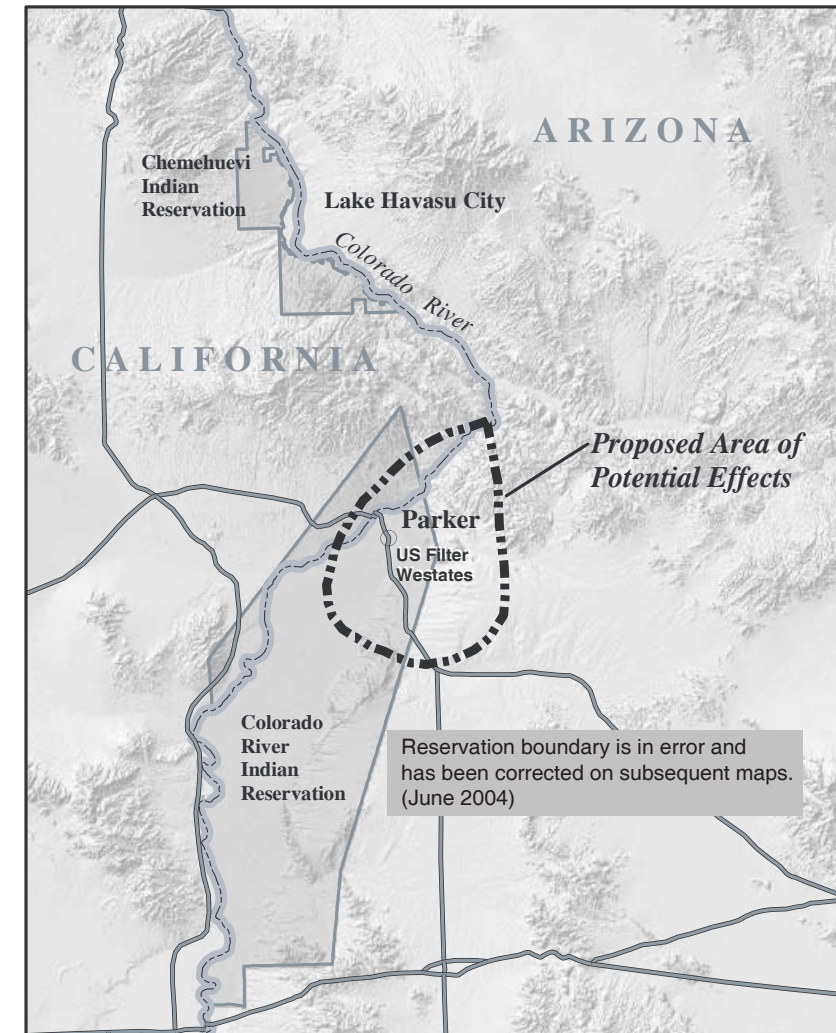 ARIZONA
Chemehuevi
Indian
Reservation
Lake Havasu City
Colorado River
CALIFORNIA
Proposed Area of
Potential Effects
Parker
US Filter
Westates
Colorado
River
Indian
Reservation
Reservation boundary is in error and
has been corrected on subsequent maps.
(June 2004)